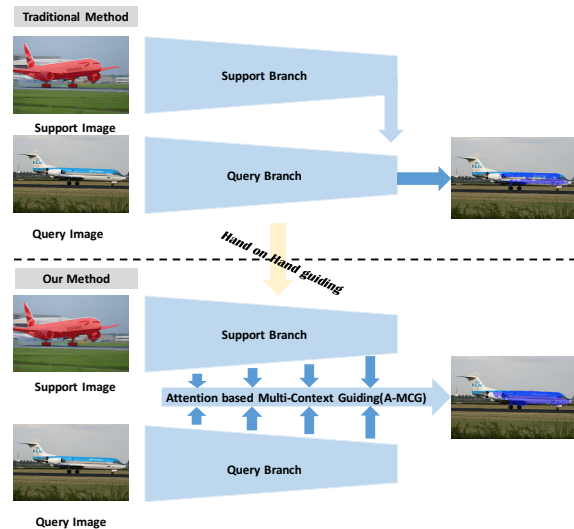 Traditional Method
Support Branch
Support Image
Query Branch
Query Image
Hand on Hand guiding
Our Method
Support Branch
Support Image
Attention based Multi-Context Guiding(A-MCG)
Query Branch
Query Image